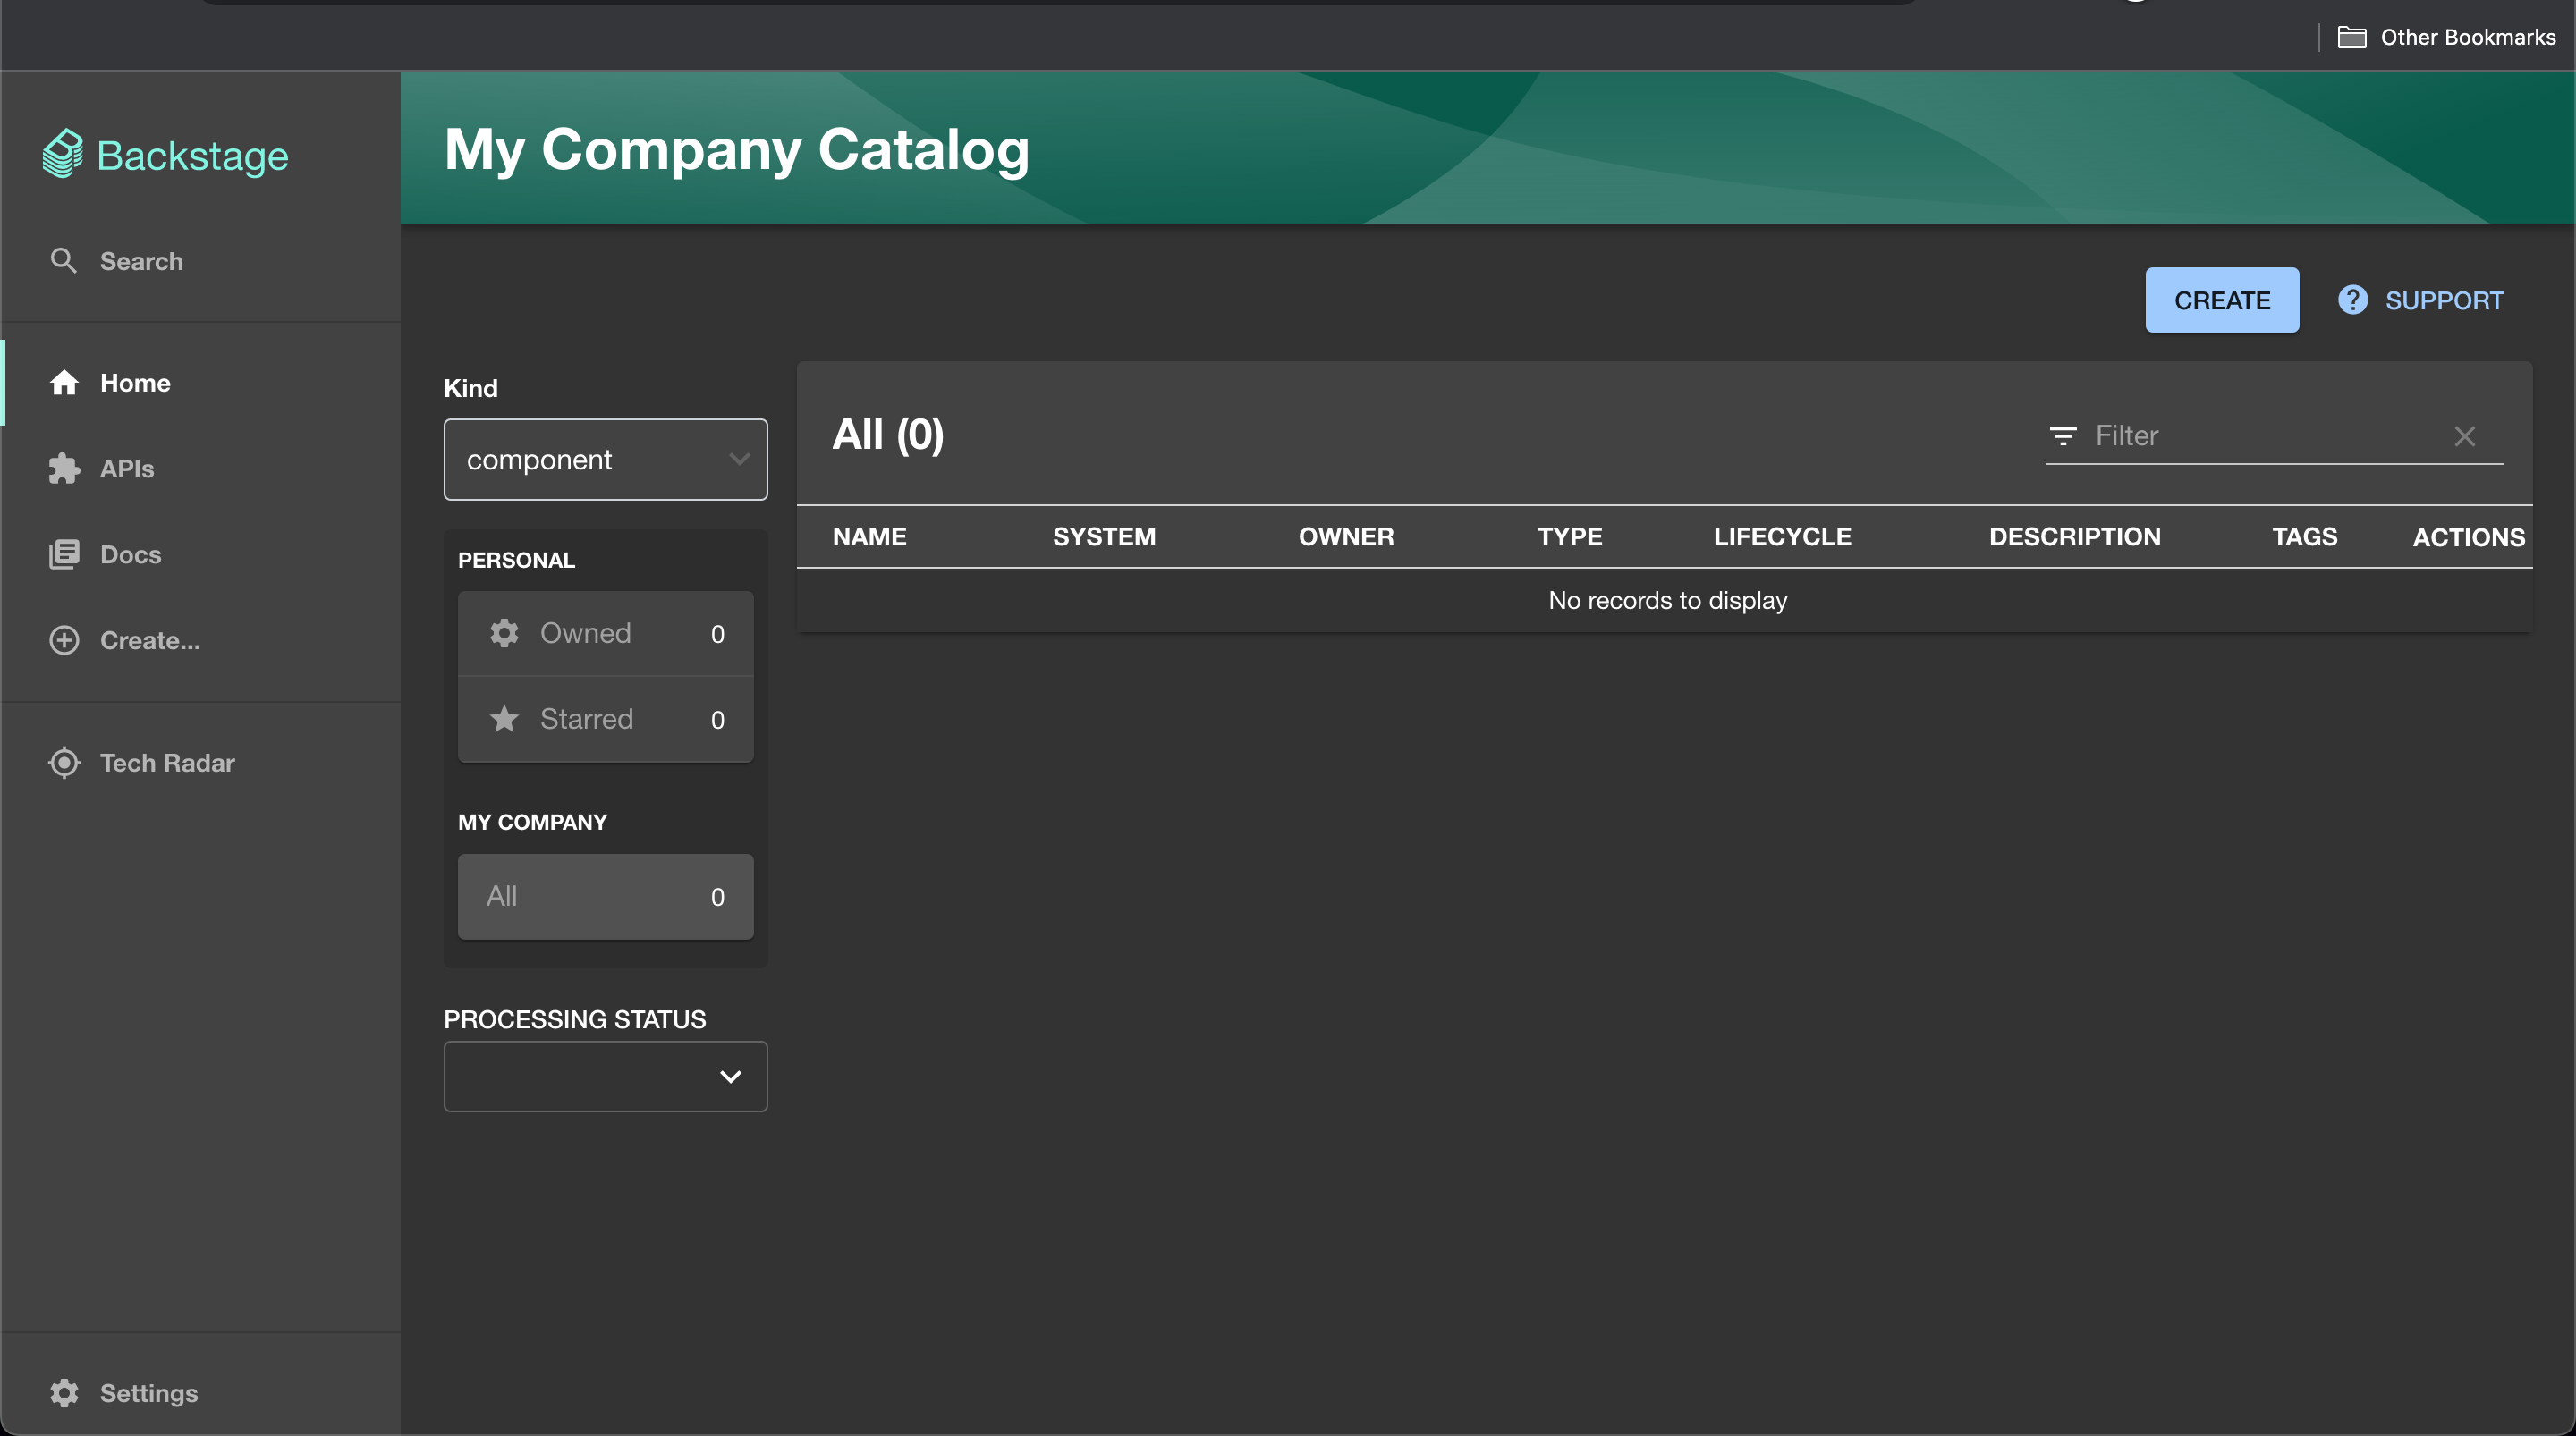 Other Bookmarks
Backstage
My Company Catalog
Search
CREATE
SUPPORT
Home
APIs
Docs
Create...
Tech Radar
Settings
Kind
component
PERSONAL
Owned 0
Starred 0
MY COMPANY
All 0
PROCESSING STATUS
All (0)
Filter
NAME SYSTEM OWNER TYPE LIFECYCLE DESCRIPTION TAGS ACTIONS
No records to display